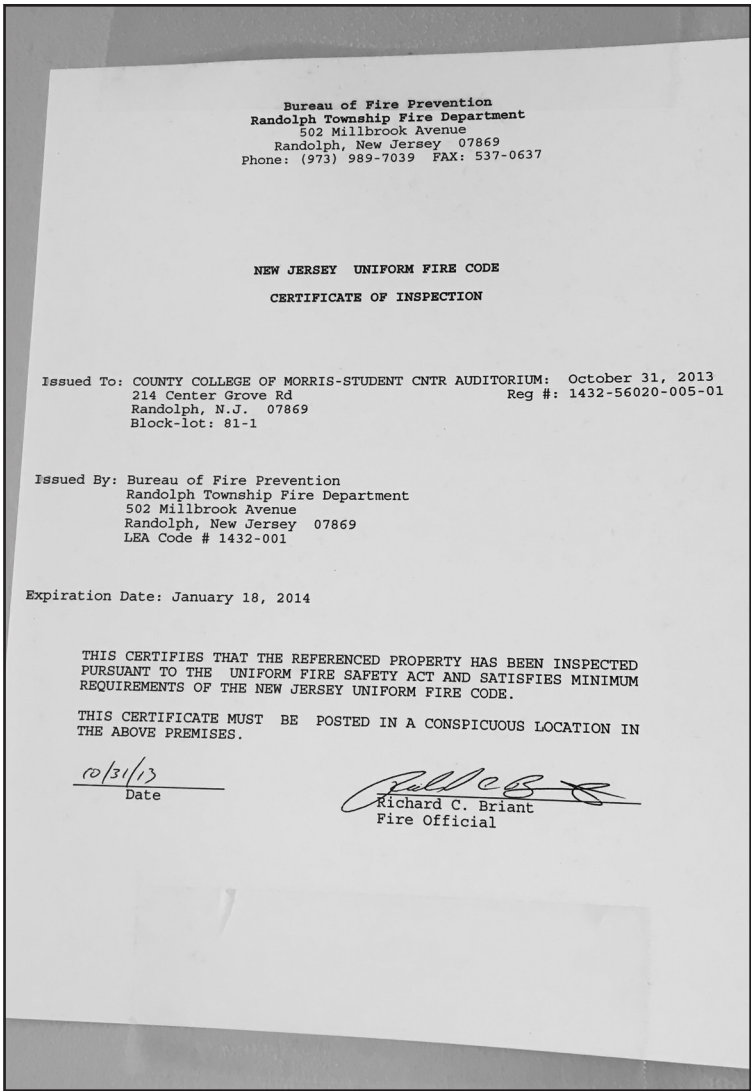 Bureau of Fire Prevention
Randolph Township Fire Department
502 Millbrook Avenue
Randolph, New Jersey 07869
Phone: (973) 989-7039 FAX: 537-0637
NEW JERSEY UNIFORM FIRE CODE
CERTIFICATE OF INSPECTION
Issued To: COUNTY COLLEGE OF MORRIS-STUDENT CNTR AUDITORIUM: October 31, 2013
214 Center Grove Rd Reg #: 1432-56020-005-01
Randolph, N.J. 07869
Block-lot: 81-1
Issued By: Bureau of Fire Prevention
Randolph Township Fire Department
502 Millbrook Avenue
Randolph, New Jersey 07869
LEA Code # 1432-001
Expiration Date: January 18, 2014
THIS CERTIFIES THAT THE REFERENCED PROPERTY HAS BEEN INSPECTED
PURSUANT TO THE UNIFORM FIRE SAFETY ACT AND SATISFIES MINIMUM
REQUIREMENTS OF THE NEW JERSEY UNIFORM FIRE CODE.
THIS CERTIFICATE MUST BE POSTED IN A CONSPICUOUS LOCATION IN
THE ABOVE PREMISES.
10/31/13
Date
Richard C. Briant
Fire Official